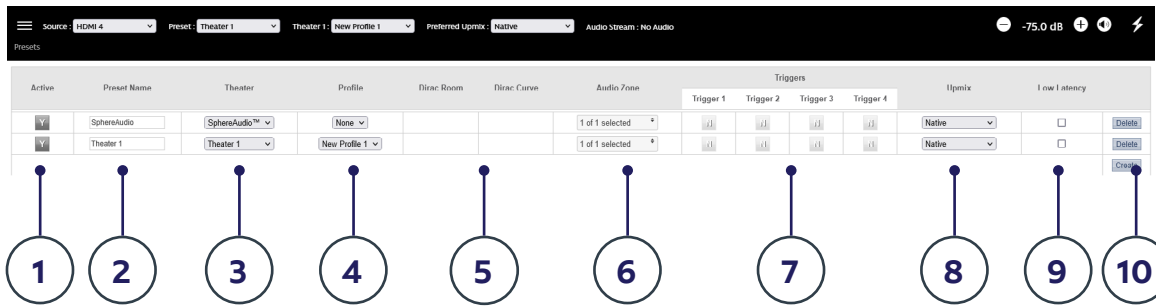 Source : HDMI 4 Preset : Theater 1 Theater 1 : New Profile 1 Preferred Upmix : Native Audio Stream : No Audio -75.0 dB
Presets
Triggers
Active Preset Name Theater Profile Dirac Room Dirac Curve Audio Zone Upmix Low Latency
Trigger 1 Trigger 2 Trigger 3 Trigger 4
Y SphereAudio SphereAudio™ None 1 of 1 selected Native Delete
Y Theater 1 Theater 1 New Profile 1 1 of 1 selected Native Delete
Create
1 2 3 4 5 6 7 8 9 10